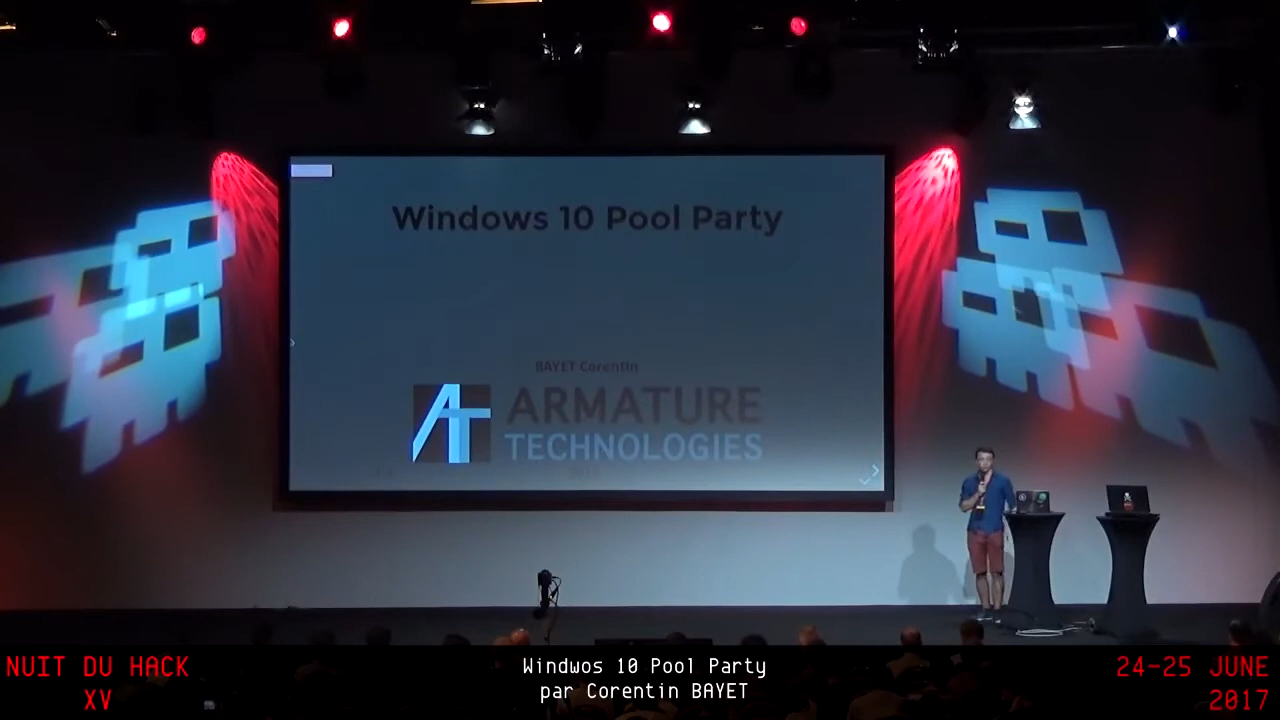 Windows 10 Pool Party
BAYET Corentin
ARMATURE
TECHNOLOGIES
NUIT DU HACK
XV
Windwos 10 Pool Party
par Corentin BAYET
24-25 JUNE
2017